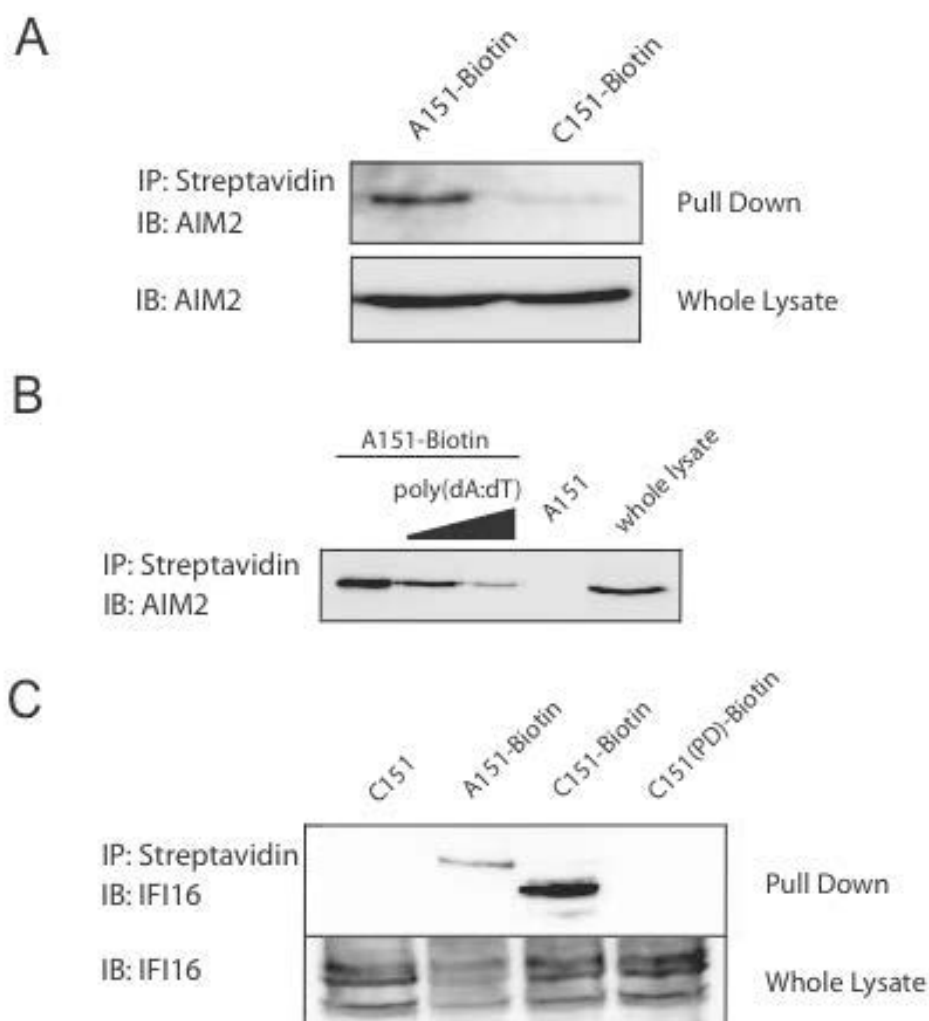 A
A151-Biotin
C151-Biotin
IP: Streptavidin
IB: AIM2
Pull Down
IB: AIM2
Whole Lysate
B
A151-Biotin
poly(dA:dT)
A151
whole lysate
IP: Streptavidin
IB: AIM2
C
C151
A151-Biotin
C151-Biotin
C151(PD)-Biotin
IP: Streptavidin
IB: IFI16
Pull Down
IB: IFI16
Whole Lysate